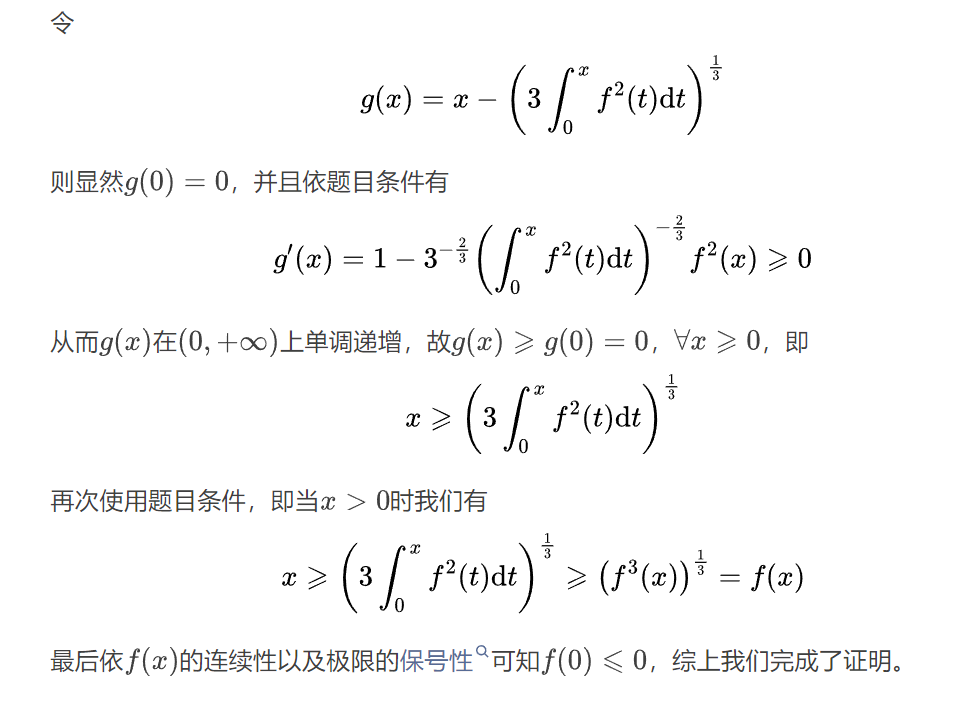 令
g(x) = x − (3∫₀ˣ f²(t)dt)^{1/3}
则显然g(0) = 0，并且依题目条件有
g′(x) = 1 − 3^{−2/3}(∫₀ˣ f²(t)dt)^{−2/3} f²(x) ⩾ 0
从而g(x)在(0, +∞)上单调递增，故g(x) ⩾ g(0) = 0，∀x ⩾ 0，即
x ⩾ (3∫₀ˣ f²(t)dt)^{1/3}
再次使用题目条件，即当x > 0时我们有
x ⩾ (3∫₀ˣ f²(t)dt)^{1/3} ⩾ (f³(x))^{1/3} = f(x)
最后依f(x)的连续性以及极限的保号性可知f(0) ⩽ 0，综上我们完成了证明。